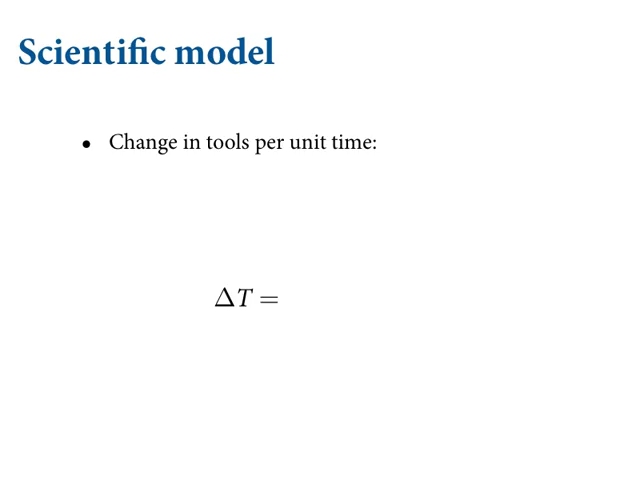 Scientific model
• Change in tools per unit time:
ΔT =